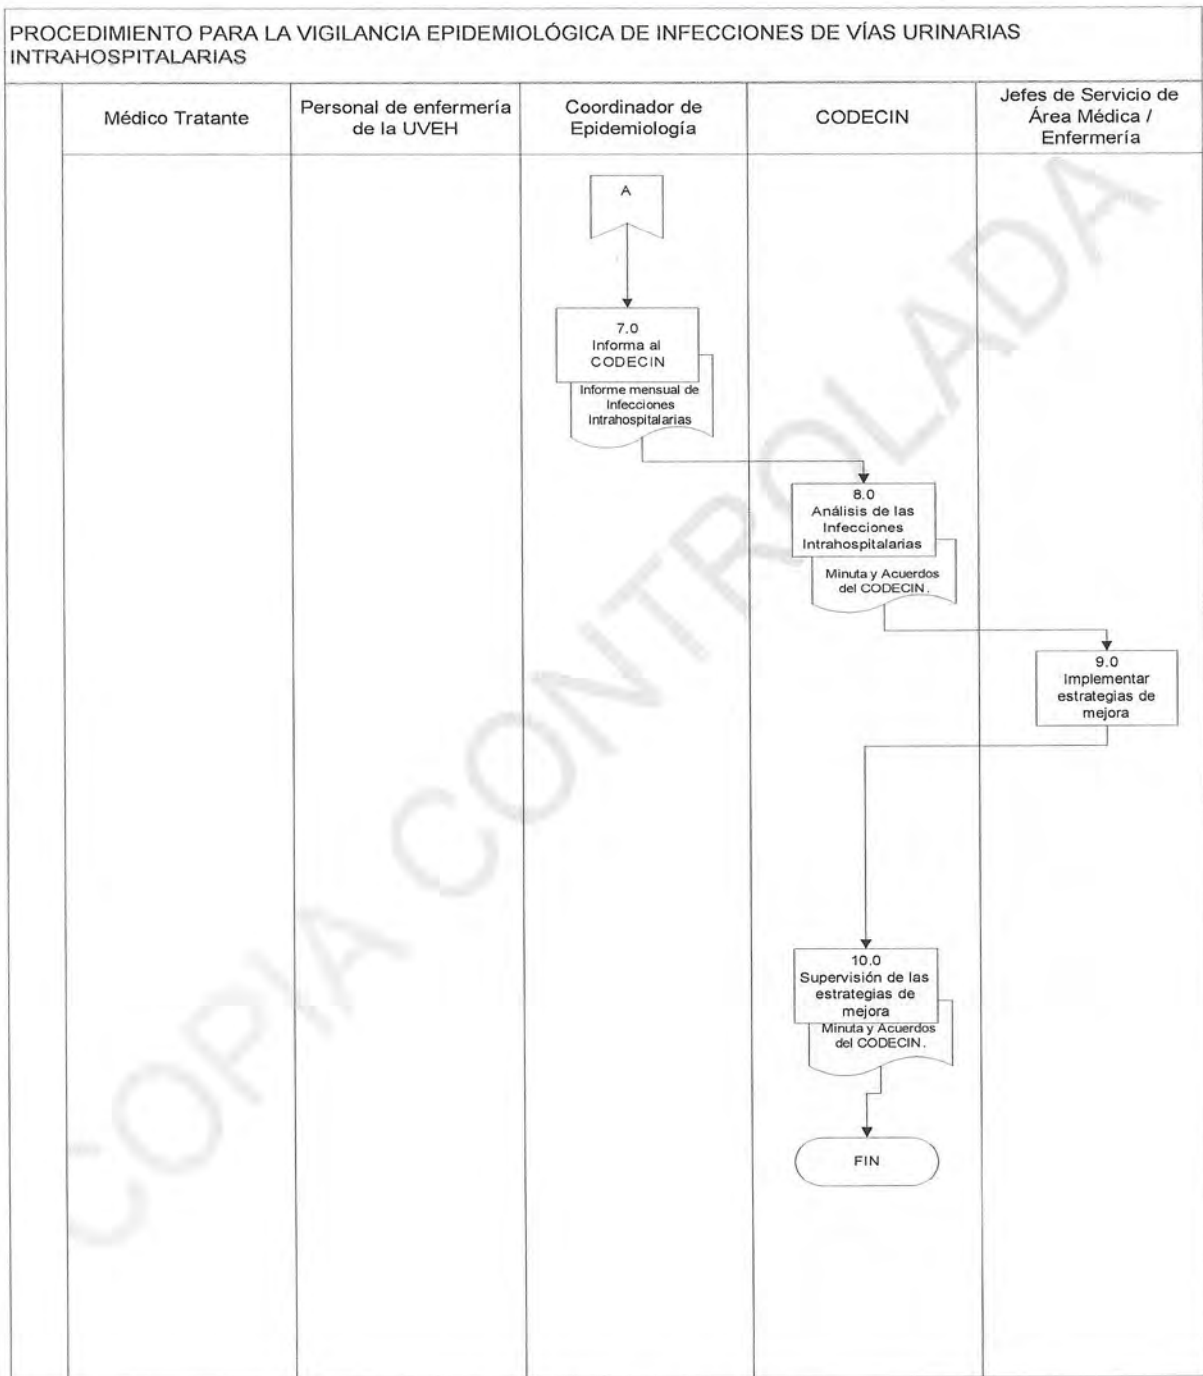 PROCEDIMIENTO PARA LA VIGILANCIA EPIDEMIOLÓGICA DE INFECCIONES DE VÍAS URINARIAS
INTRAHOSPITALARIAS
Médico Tratante
Personal de enfermería
de la UVEH
Coordinador de
Epidemiología
CODECIN
Jefes de Servicio de
Área Médica /
Enfermería
A
7.0
Informa al
CODECIN
Informe mensual de
Infecciones
Intrahospitalarias
8.0
Análisis de las
Infecciones
Intrahospitalarias
Minuta y Acuerdos
del CODECIN.
9.0
Implementar
estrategias de
mejora
10.0
Supervisión de las
estrategias de
mejora
Minuta y Acuerdos
del CODECIN.
FIN
COPIA CONTROLADA